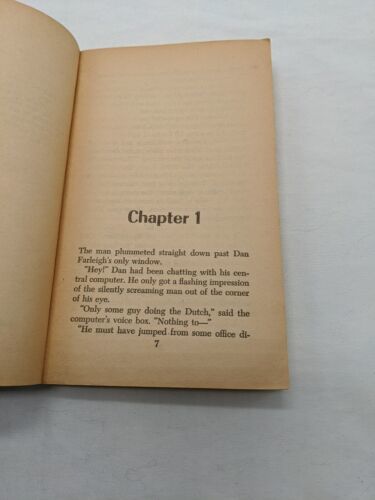 Chapter 1
The man plummeted straight down past Dan
Farleigh's only window.
"Hey!" Dan had been chatting with his cen-
tral computer. He only got a flashing impression
of the silently screaming man out of the corner
of his eye.
"Only some guy doing the Dutch," said the
computer's voice box. "Nothing to—"
"He must have jumped from some office di-
7